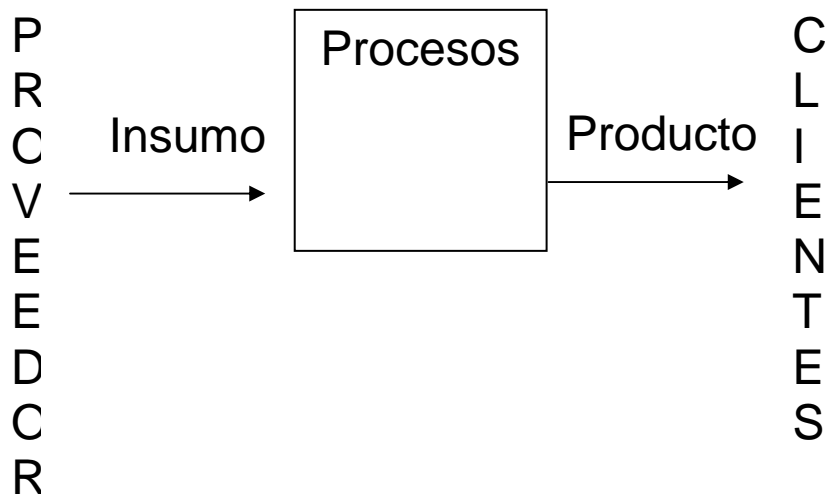 PROVEEDOR
Insumo
Procesos
Producto
CLIENTES